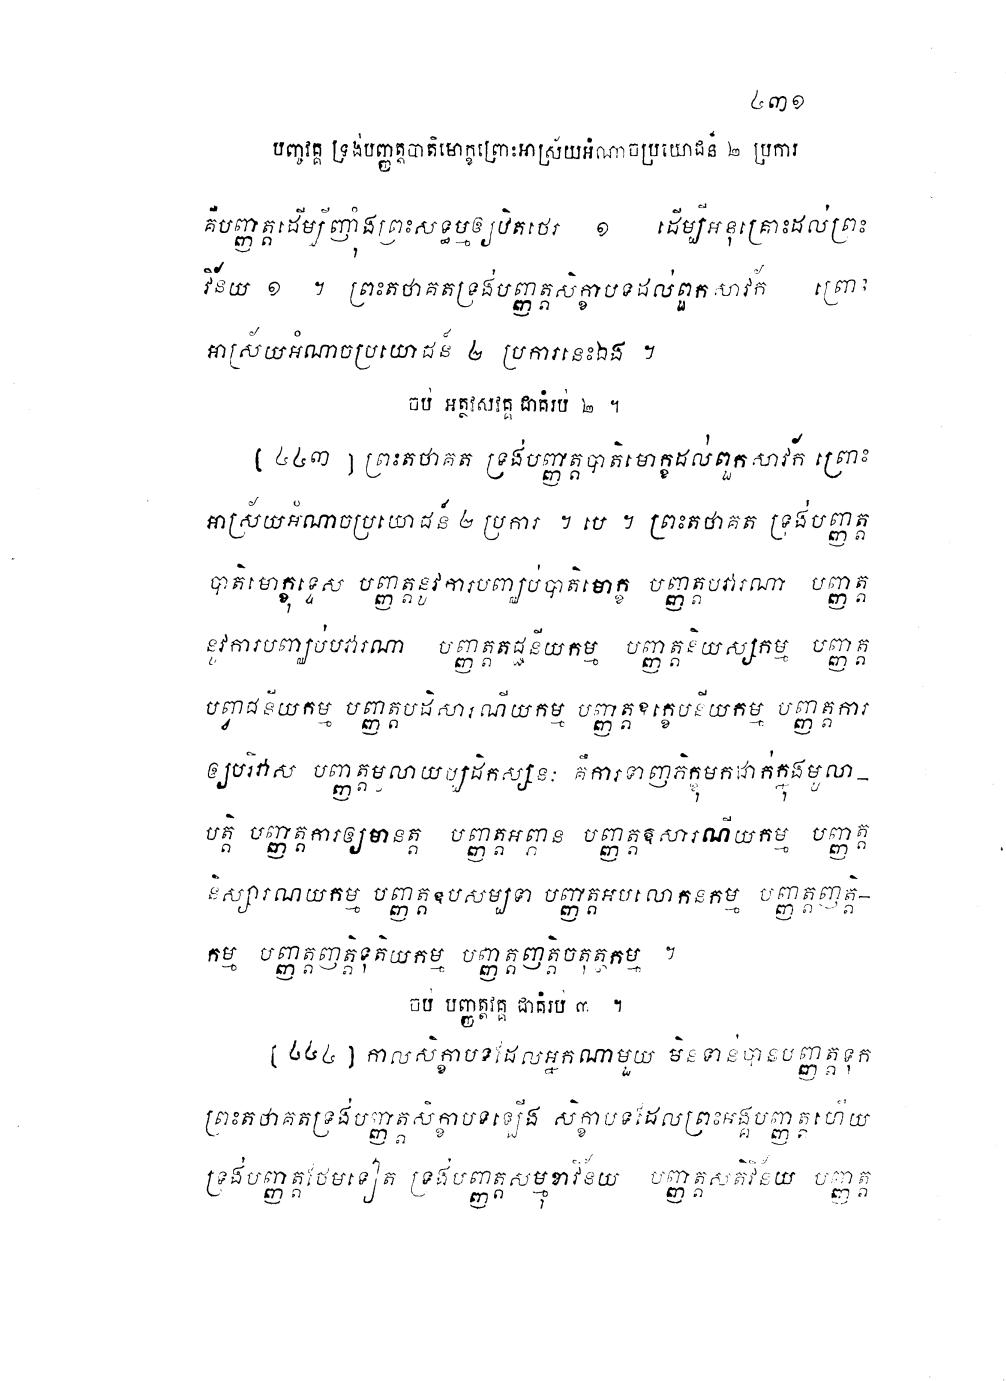 ៤៣១
បញ្ចវគ្គ ទ្រង់បញ្ញត្តបាតិមោក្ខព្រោះអាស្រ័យអំណាចប្រយោជន៍ ២ ប្រការ
គឺបញ្ញត្តដើម្បីញ៉ាំងព្រះសទ្ធម្មឲ្យឋិតថេរ ១ ដើម្បីអនុគ្រោះដល់ព្រះ
វិន័យ ១ ។ ព្រះតថាគតទ្រង់បញ្ញត្តសិក្ខាបទដល់ពួកសាវ័ក ព្រោះ
អាស្រ័យអំណាចប្រយោជន៍ ២ ប្រការនេះឯង ។
ចប់ អត្ថវសវគ្គ ជាគំរប់ ២ ។
[ ៤៤៣ ] ព្រះតថាគត ទ្រង់បញ្ញត្តបាតិមោក្ខដល់ពួកសាវ័ក ព្រោះ
អាស្រ័យអំណាចប្រយោជន៍ ២ ប្រការ ។ បេ ។ ព្រះតថាគត ទ្រង់បញ្ញត្ត
បាតិមោក្ខុទ្ទេស បញ្ញត្តនូវការបញ្ឈប់បាតិមោក្ខ បញ្ញត្តបវារណា បញ្ញត្ត
នូវការបញ្ឈប់បវារណា បញ្ញត្តតជ្ជនីយកម្ម បញ្ញត្តនិយស្សកម្ម បញ្ញត្ត
បព្វាជនីយកម្ម បញ្ញត្តបដិសារណីយកម្ម បញ្ញត្តឧក្ខេបនីយកម្ម បញ្ញត្តការ
ឲ្យបរិវាស បញ្ញត្តមូលាយប្បដិកស្សនៈ គឺការទាញភិក្ខុមកដាក់ក្នុងមូលា-
បត្តិ បញ្ញត្តការឲ្យមានត្ត បញ្ញត្តអព្ភាន បញ្ញត្តឧសារណីយកម្ម បញ្ញត្ត
និស្សារណយកម្ម បញ្ញត្តឧបសម្បទា បញ្ញត្តអបលោកនកម្ម បញ្ញត្តញត្តិ-
កម្ម បញ្ញត្តញត្តិទុតិយកម្ម បញ្ញត្តញត្តិចតុត្ថកម្ម ។
ចប់ បញ្ញត្តវគ្គ ជាគំរប់ ៣ ។
[ ៤៤៤ ] កាលសិក្ខាបទដែលអ្នកណាមួយ មិនទាន់បានបញ្ញត្តទុក
ព្រះតថាគតទ្រង់បញ្ញត្តសិក្ខាបទឡើង សិក្ខាបទដែលព្រះអង្គបញ្ញត្តហើយ
ទ្រង់បញ្ញត្តថែមទៀត ទ្រង់បញ្ញត្តសម្មុខាវិន័យ បញ្ញត្តសតិវិន័យ បញ្ញត្ត